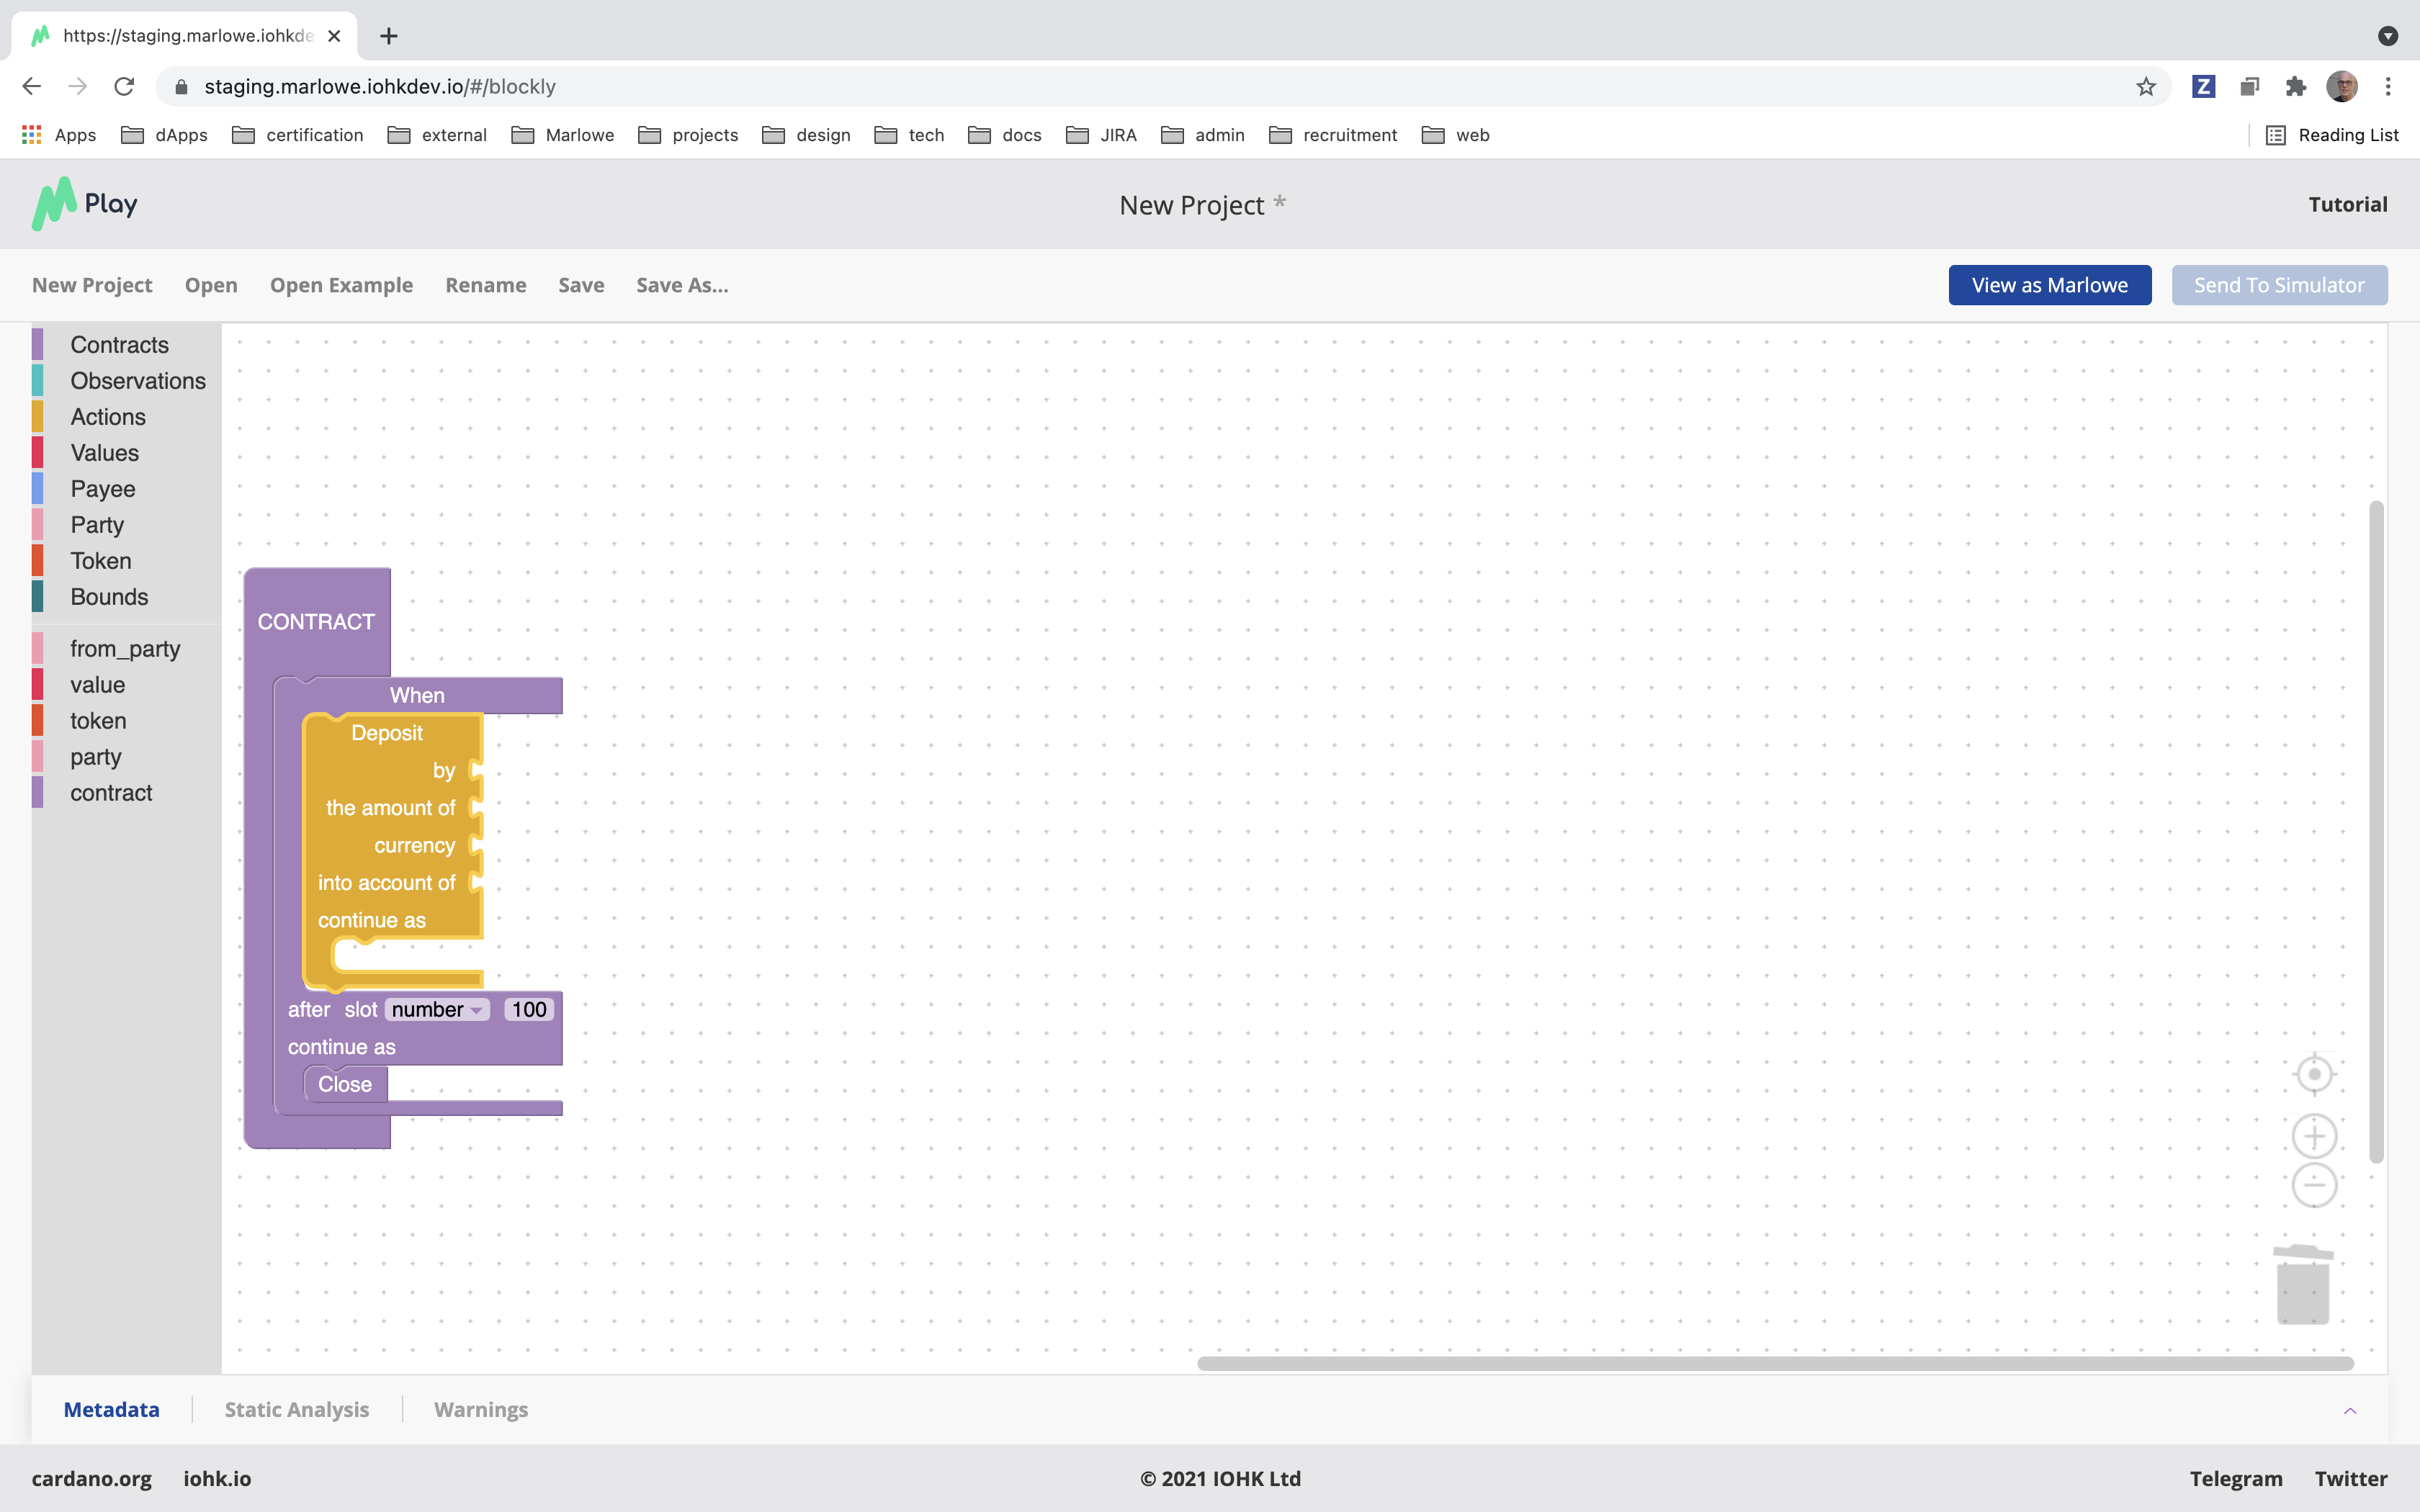 https://staging.marlowe.iohkde
staging.marlowe.iohkdev.io/#/blockly
Z
Apps dApps certification external Marlowe projects design tech docs JIRA admin recruitment web Reading List
Play New Project * Tutorial
New Project Open Open Example Rename Save Save As... View as Marlowe Send To Simulator
Contracts
Observations
Actions
Values
Payee
Party
Token
Bounds
from_party
value
token
party
contract
CONTRACT
When
Deposit
by
the amount of
currency
into account of
continue as
after slot number 100
continue as
Close
Metadata Static Analysis Warnings
cardano.org iohk.io © 2021 IOHK Ltd Telegram Twitter